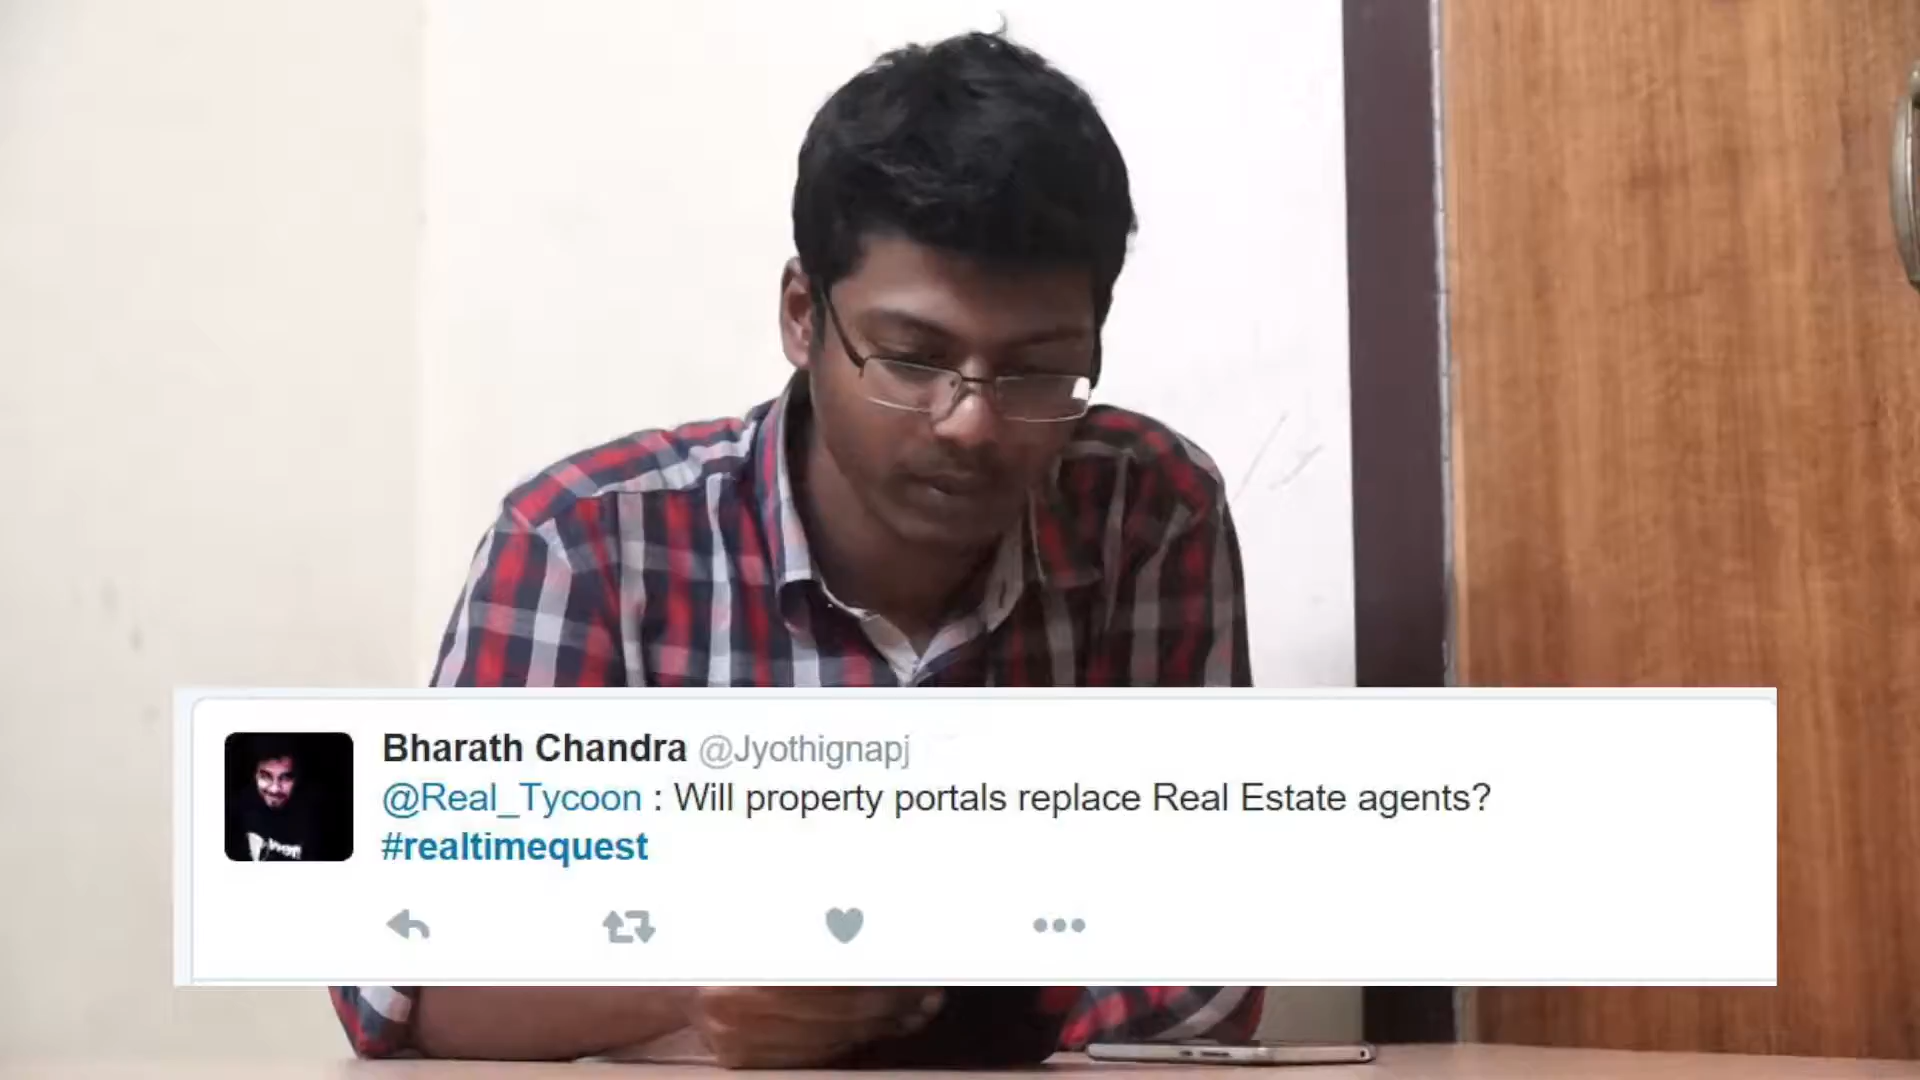 Bharath Chandra @Jyothignapj
@Real_Tycoon : Will property portals replace Real Estate agents?
#realtimequest